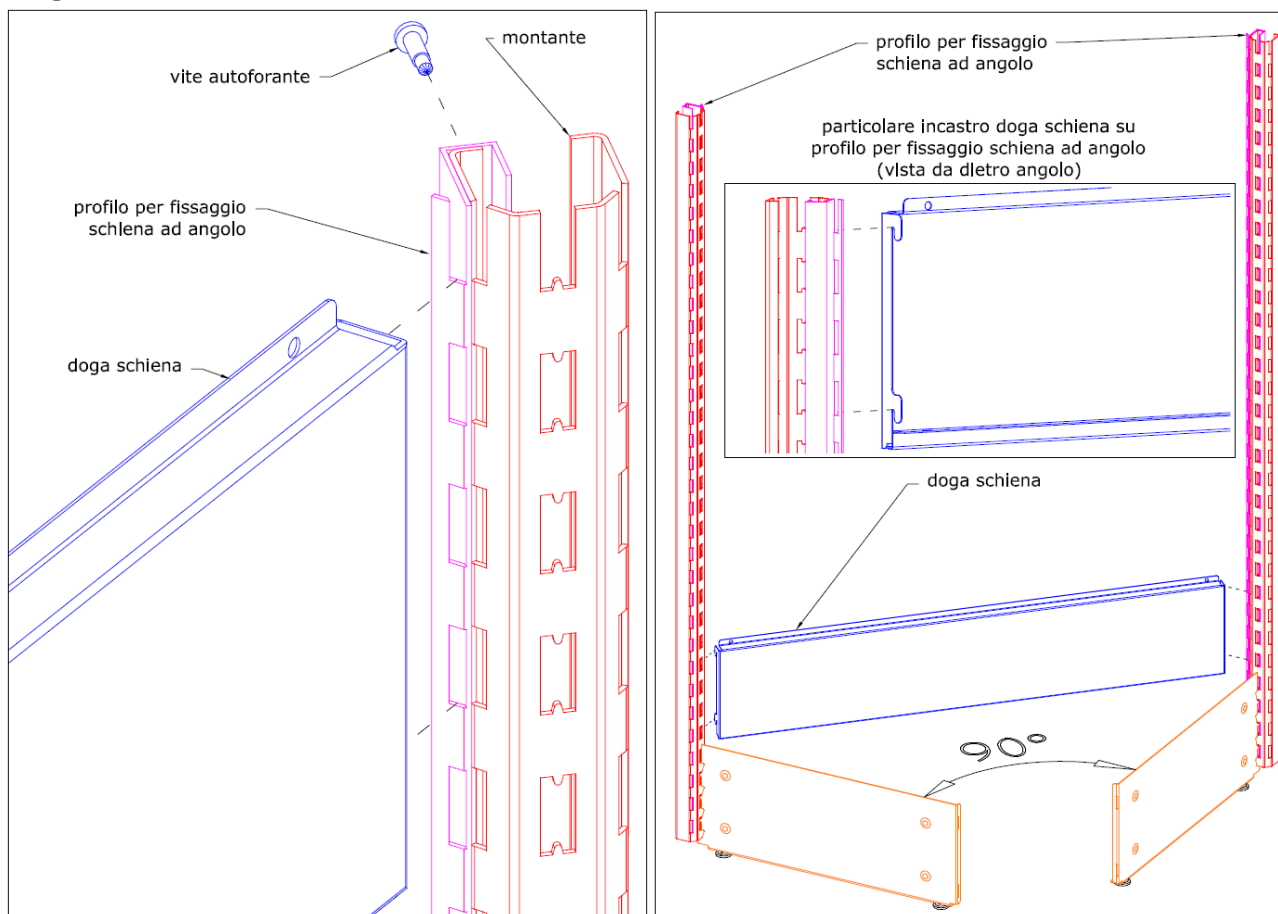 vite autoforante
montante
profilo per fissaggio
schiena ad angolo
doga schiena
profilo per fissaggio
schiena ad angolo
particolare incastro doga schiena su
profilo per fissaggio schiena ad angolo
(vista da dietro angolo)
doga schiena
90°